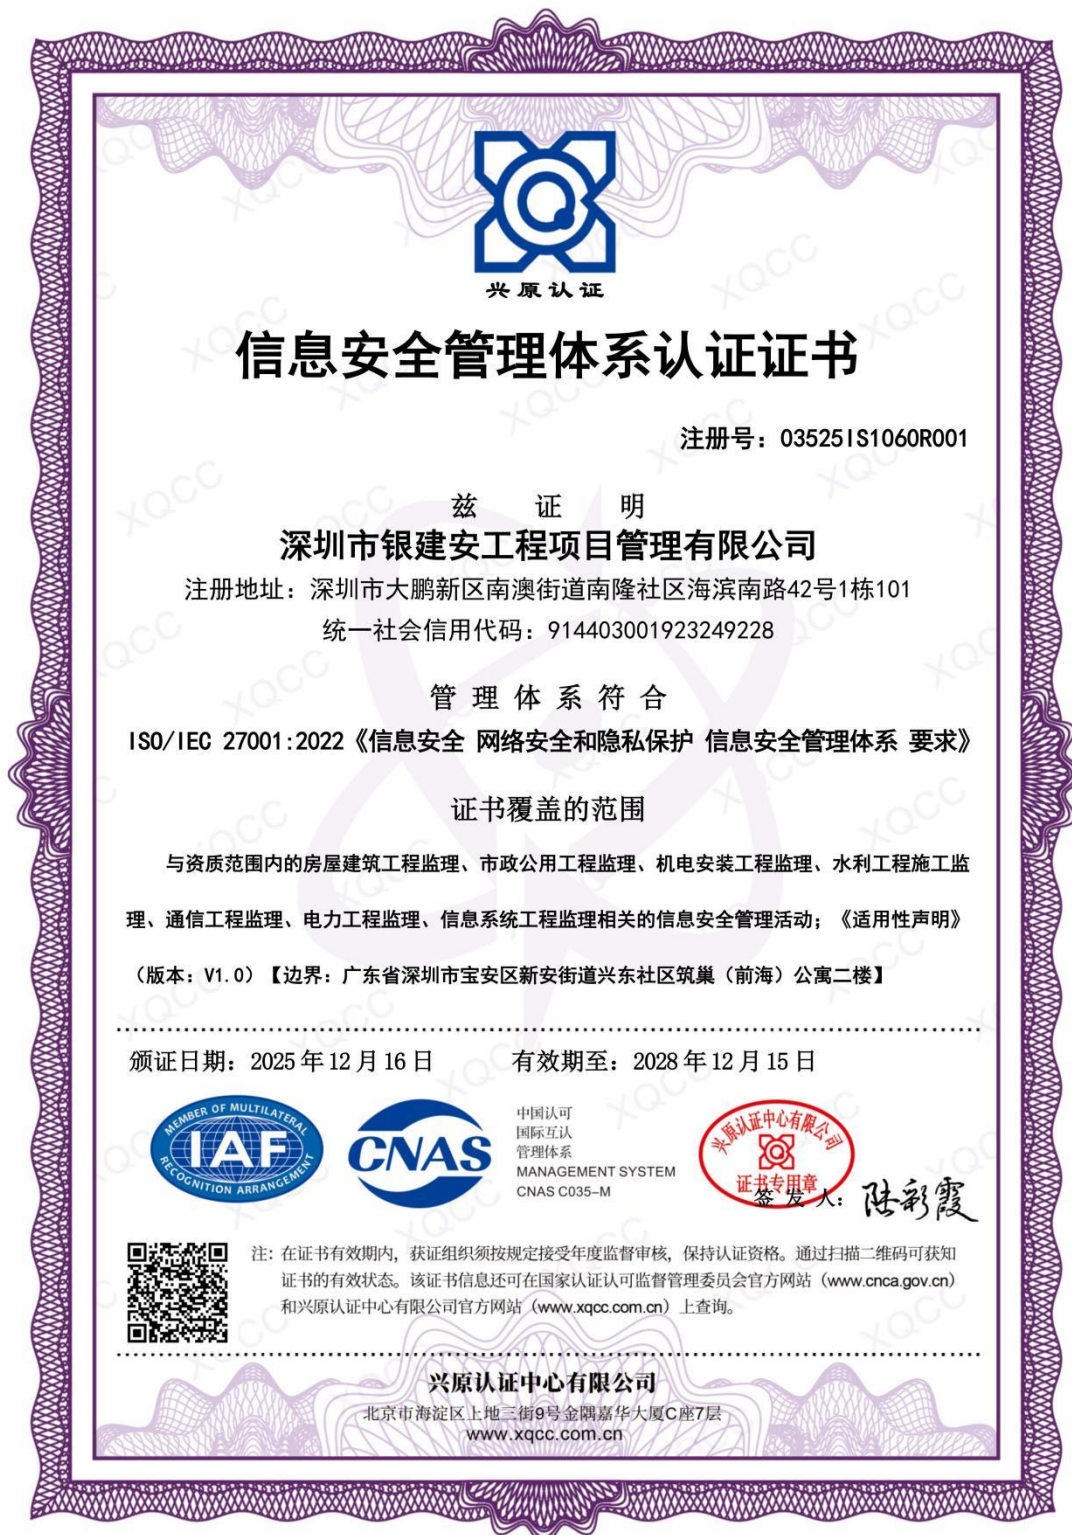 兴原认证
信息安全管理体系认证证书
注册号：03525IS1060R001
兹 证 明
深圳市银建安工程项目管理有限公司
注册地址：深圳市大鹏新区南澳街道南隆社区海滨南路42号1栋101
统一社会信用代码：914403001923249228
管 理 体 系 符 合
ISO/IEC 27001:2022《信息安全 网络安全和隐私保护 信息安全管理体系 要求》
证书覆盖的范围
与资质范围内的房屋建筑工程监理、市政公用工程监理、机电安装工程监理、水利工程施工监
理、通信工程监理、电力工程监理、信息系统工程监理相关的信息安全管理活动；《适用性声明》
（版本：V1.0）【边界：广东省深圳市宝安区新安街道兴东社区筑巢（前海）公寓二楼】
颁证日期：2025年12月16日 有效期至：2028年12月15日
MEMBER OF MULTILATERAL
IAF
RECOGNITION ARRANGEMENT
CNAS
中国认可
国际互认
管理体系
MANAGEMENT SYSTEM
CNAS C035-M
兴原认证中心有限公司
证书专用章
签 发 人：陆彩霞
注：在证书有效期内，获证组织须按规定接受年度监督审核，保持认证资格。通过扫描二维码可获知
证书的有效状态。该证书信息还可在国家认证认可监督管理委员会官方网站（www.cnca.gov.cn）
和兴原认证中心有限公司官方网站（www.xqcc.com.cn）上查询。
兴原认证中心有限公司
北京市海淀区上地三街9号金隅嘉华大厦C座7层
www.xqcc.com.cn
XQCC